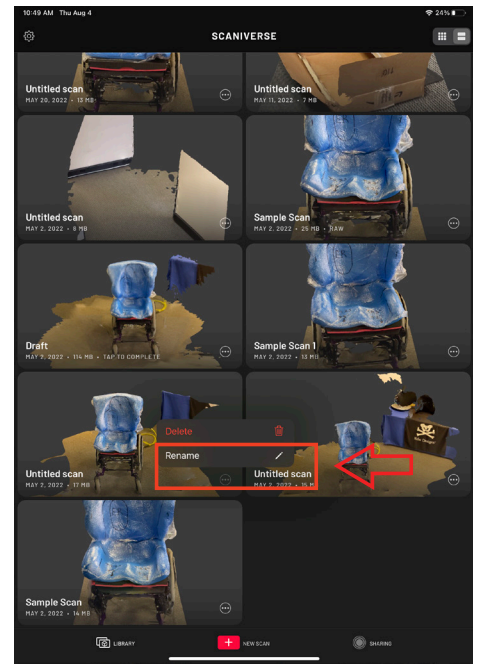 10:49 AM Thu Aug 4
24%
SCANIVERSE
Untitled scan
MAY 20, 2022 • 13 MB
Untitled scan
MAY 11, 2022 • 7 MB
Untitled scan
MAY 2, 2022 • 8 MB
Sample Scan
MAY 2, 2022 • 25 MB • RAW
Draft
MAY 2, 2022 • 114 MB • TAP TO COMPLETE
Sample Scan 1
MAY 2, 2022 • 13 MB
Delete
Rename
Untitled scan
MAY 2, 2022 • 17 MB
Untitled scan
MAY 2, 2022 • 15 M
Sample Scan
MAY 2, 2022 • 14 MB
LIBRARY
NEW SCAN
SHARING